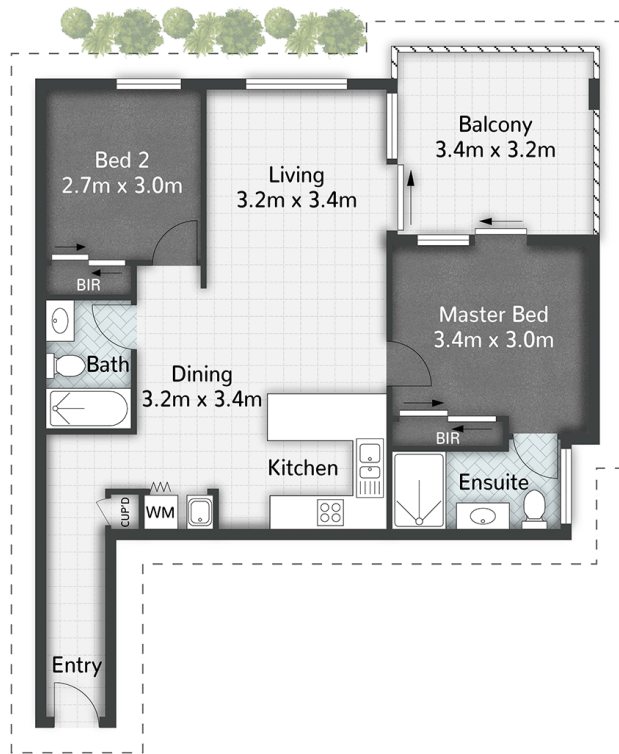 Balcony
3.4m x 3.2m
Bed 2
2.7m x 3.0m
Living
3.2m x 3.4m
BIR
Master Bed
3.4m x 3.0m
Bath
Dining
3.2m x 3.4m
BIR
Kitchen
Ensuite
CUP'D
WM
Entry